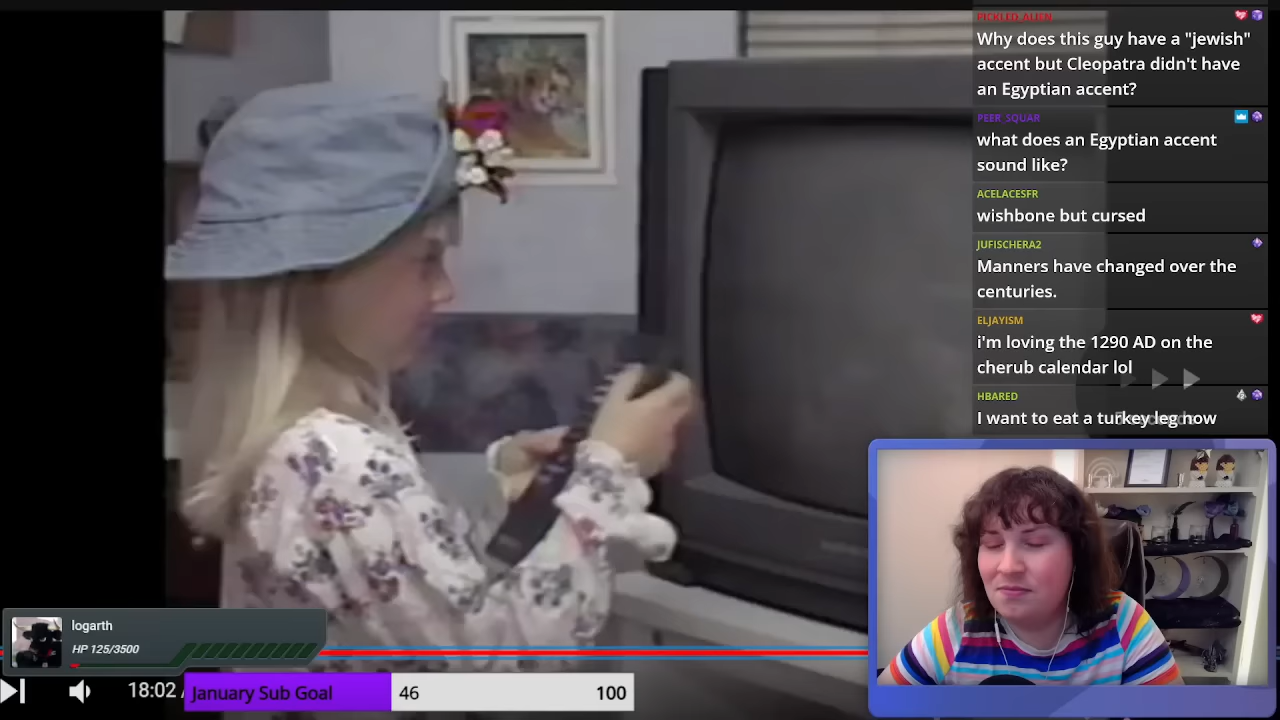 PICKLED_ALIEN
Why does this guy have a "jewish"
accent but Cleopatra didn't have
an Egyptian accent?
PEER_SQUAR
what does an Egyptian accent
sound like?
ACELACESFR
wishbone but cursed
JUFISCHERA2
Manners have changed over the
centuries.
ELJAYISM
i'm loving the 1290 AD on the
cherub calendar lol
HBARED
I want to eat a turkey leg now
logarth
HP 125/3500
18:02 /
January Sub Goal
46
100